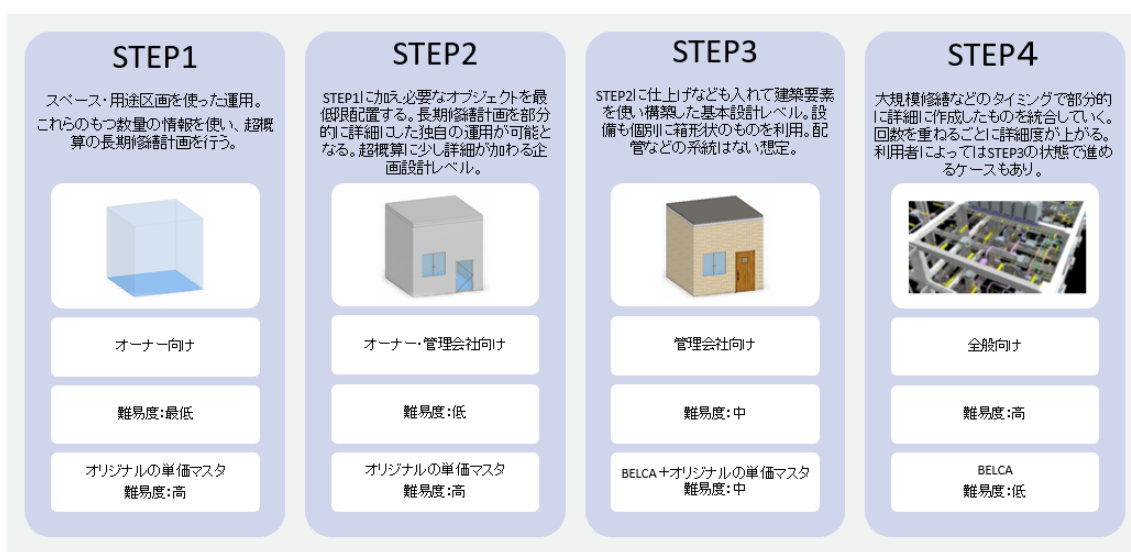 STEP1
スペース・用途区画を使った運用。
これらのもつ数量の情報を使い、超概
算の長期修繕計画を行う。
オーナー向け
難易度:最低
オリジナルの単価マスタ
難易度:高
STEP2
STEP1に加え必要なオブジェクトを最
低限配置する。長期修繕計画を部分
的に詳細にした独自の運用が可能と
なる。超概算に少し詳細が加わる企
画設計レベル。
オーナー・管理会社向け
難易度:低
オリジナルの単価マスタ
難易度:高
STEP3
STEP2に仕上げなども入れて建築要素
を使い構築した基本設計レベル。設
備も個別に箱形状のものを利用。配
管などの系統はない想定。
管理会社向け
難易度:中
BELCA+オリジナルの単価マスタ
難易度:中
STEP4
大規模修繕などのタイミングで部分的
に詳細に作成したものを統合していく。
回数を重ねるごとに詳細度が上がる。
利用者によってはSTEP3の状態で進め
るケースもあり。
全般向け
難易度:高
BELCA
難易度:低